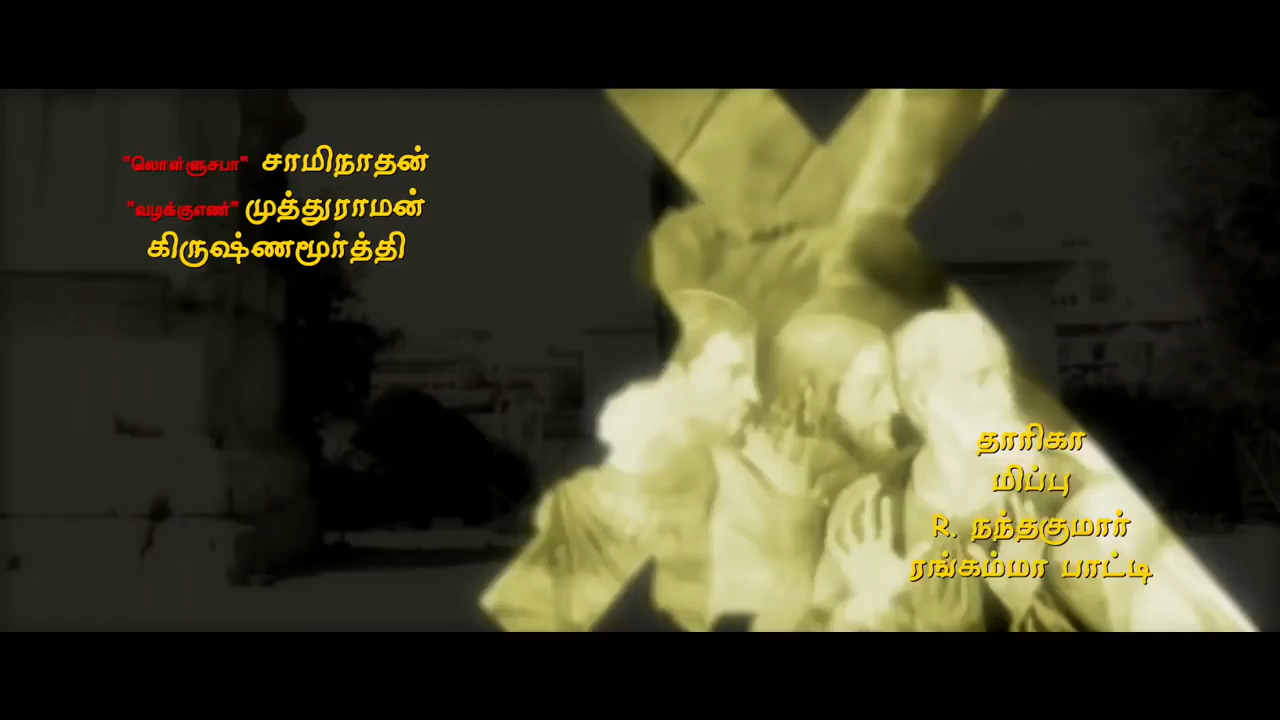 "லொள்ளுசபா" சாமிநாதன்
"வழக்குஎண்" முத்துராமன்
கிருஷ்ணமூர்த்தி
தாரிகா
மிப்பு
R. நந்தகுமார்
ரங்கம்மா பாட்டி